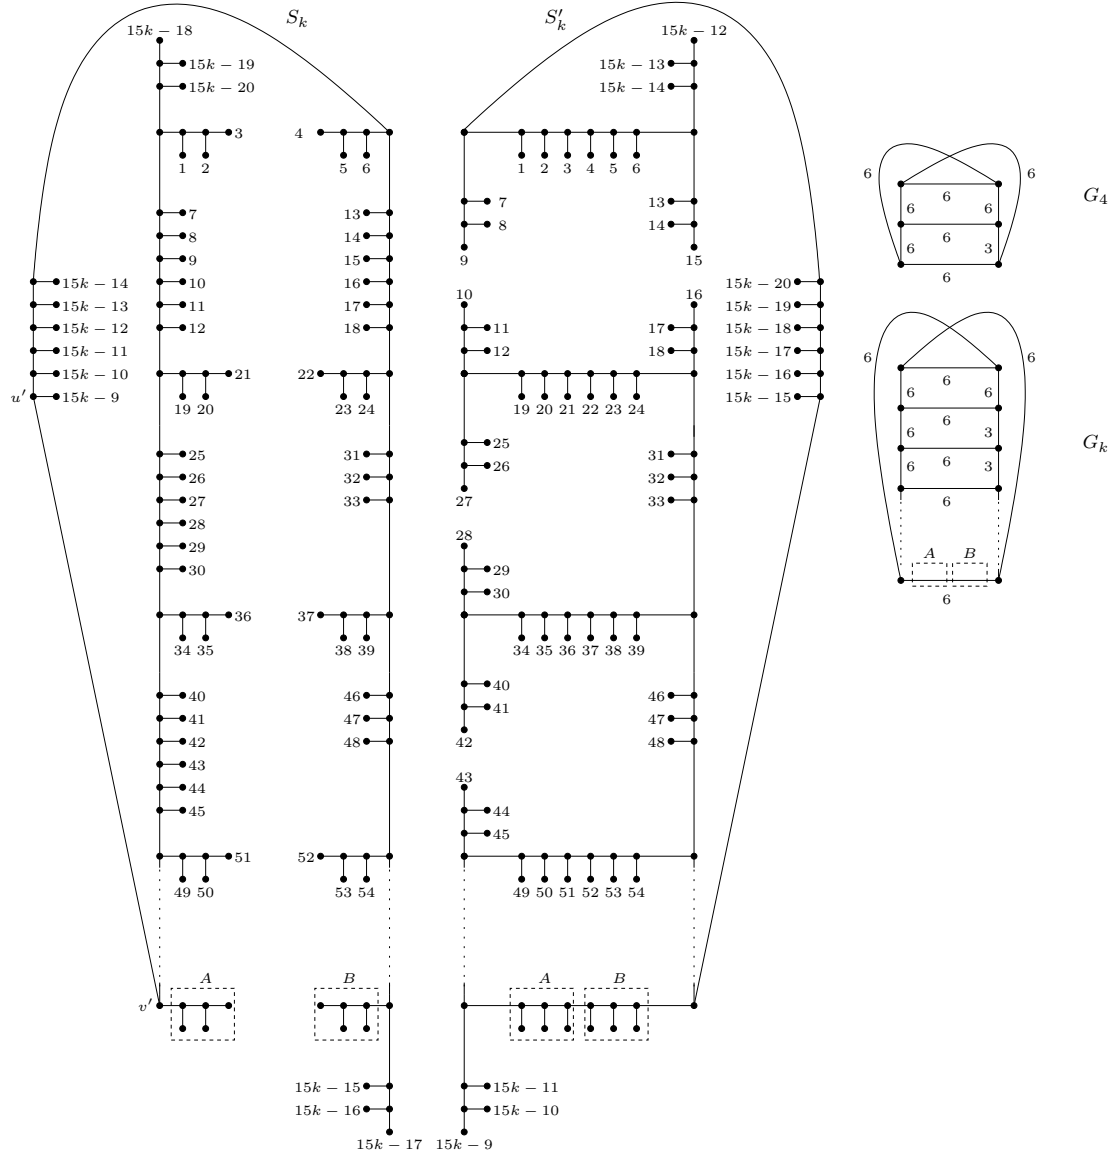 S_k
S'_k
15k − 18
15k − 12
15k − 19
15k − 13
15k − 20
15k − 14
3
4
1 2
5 6
1 2 3 4 5 6
7
13
7
13
8
14
8
14
9
15
9
15
10
16
11
17
12
18
10
16
11
17
12
18
15k − 14
15k − 13
15k − 12
15k − 11
15k − 10
u'
15k − 9
15k − 20
15k − 19
15k − 18
15k − 17
15k − 16
15k − 15
21
22
19 20
23 24
19 20 21 22 23 24
25
31
25
31
26
32
26
32
27
33
27
33
28
29
30
28
29
30
36
37
34 35
38 39
34 35 36 37 38 39
40
46
40
46
41
47
41
47
42
48
42
48
43
44
45
43
44
45
51
52
49 50
53 54
49 50 51 52 53 54
A
B
A
B
v'
15k − 15
15k − 11
15k − 16
15k − 10
15k − 17
15k − 9
6
6
6
6
6
6
6
3
6
G_4
6
6
6
6
6
6
3
6
6
3
6
G_k
A
B
6